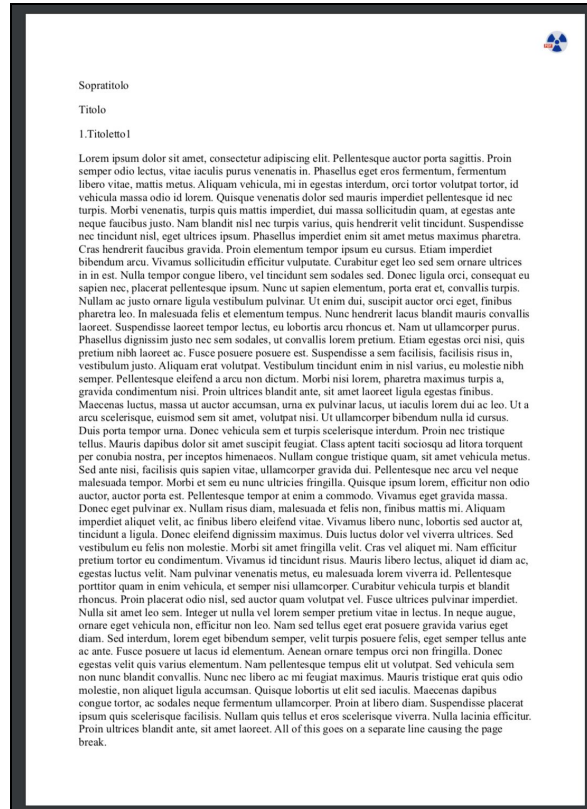 PDF
Sopratitolo
Titolo
1.Titoletto1
Lorem ipsum dolor sit amet, consectetur adipiscing elit. Pellentesque auctor porta sagittis. Proin
semper odio lectus, vitae iaculis purus venenatis in. Phasellus eget eros fermentum, fermentum
libero vitae, mattis metus. Aliquam vehicula, mi in egestas interdum, orci tortor volutpat tortor, id
vehicula massa odio id lorem. Quisque venenatis dolor sed mauris imperdiet pellentesque id nec
turpis. Morbi venenatis, turpis quis mattis imperdiet, dui massa sollicitudin quam, at egestas ante
neque faucibus justo. Nam blandit nisl nec turpis varius, quis hendrerit velit tincidunt. Suspendisse
nec tincidunt nisl, eget ultrices ipsum. Phasellus imperdiet enim sit amet metus maximus pharetra.
Cras hendrerit faucibus gravida. Proin elementum tempor ipsum eu cursus. Etiam imperdiet
bibendum arcu. Vivamus sollicitudin efficitur vulputate. Curabitur eget leo sed sem ornare ultrices
in in est. Nulla tempor congue libero, vel tincidunt sem sodales sed. Donec ligula orci, consequat eu
sapien nec, placerat pellentesque ipsum. Nunc ut sapien elementum, porta erat et, convallis turpis.
Nullam ac justo ornare ligula vestibulum pulvinar. Ut enim dui, suscipit auctor orci eget, finibus
pharetra leo. In malesuada felis et elementum tempus. Nunc hendrerit lacus blandit mauris convallis
laoreet. Suspendisse laoreet tempor lectus, eu lobortis arcu rhoncus et. Nam ut ullamcorper purus.
Phasellus dignissim justo nec sem sodales, ut convallis lorem pretium. Etiam egestas orci nisi, quis
pretium nibh laoreet ac. Fusce posuere posuere est. Suspendisse a sem facilisis, facilisis risus in,
vestibulum justo. Aliquam erat volutpat. Vestibulum tincidunt enim in nisl varius, eu molestie nibh
semper. Pellentesque eleifend a arcu non dictum. Morbi nisi lorem, pharetra maximus turpis a,
gravida condimentum nisi. Proin ultrices blandit ante, sit amet laoreet ligula egestas finibus.
Maecenas luctus, massa ut auctor accumsan, urna ex pulvinar lacus, ut iaculis lorem dui ac leo. Ut a
arcu scelerisque, euismod sem sit amet, volutpat nisi. Ut ullamcorper bibendum nulla id cursus.
Duis porta tempor urna. Donec vehicula sem et turpis scelerisque interdum. Proin nec tristique
tellus. Mauris dapibus dolor sit amet suscipit feugiat. Class aptent taciti sociosqu ad litora torquent
per conubia nostra, per inceptos himenaeos. Nullam congue tristique quam, sit amet vehicula metus.
Sed ante nisi, facilisis quis sapien vitae, ullamcorper gravida dui. Pellentesque nec arcu vel neque
malesuada tempor. Morbi et sem eu nunc ultricies fringilla. Quisque ipsum lorem, efficitur non odio
auctor, auctor porta est. Pellentesque tempor at enim a commodo. Vivamus eget gravida massa.
Donec eget pulvinar ex. Nullam risus diam, malesuada et felis non, finibus mattis mi. Aliquam
imperdiet aliquet velit, ac finibus libero eleifend vitae. Vivamus libero nunc, lobortis sed auctor at,
tincidunt a ligula. Donec eleifend dignissim maximus. Duis luctus dolor vel viverra ultrices. Sed
vestibulum eu felis non molestie. Morbi sit amet fringilla velit. Cras vel aliquet mi. Nam efficitur
pretium tortor eu condimentum. Vivamus id tincidunt risus. Mauris libero lectus, aliquet id diam ac,
egestas luctus velit. Nam pulvinar venenatis metus, eu malesuada lorem viverra id. Pellentesque
porttitor quam in enim vehicula, et semper nisi ullamcorper. Curabitur vehicula turpis et blandit
rhoncus. Proin placerat odio nisl, sed auctor quam volutpat vel. Fusce ultrices pulvinar imperdiet.
Nulla sit amet leo sem. Integer ut nulla vel lorem semper pretium vitae in lectus. In neque augue,
ornare eget vehicula non, efficitur non leo. Nam sed tellus eget erat posuere gravida varius eget
diam. Sed interdum, lorem eget bibendum semper, velit turpis posuere felis, eget semper tellus ante
ac ante. Fusce posuere ut lacus id elementum. Aenean ornare tempus orci non fringilla. Donec
egestas velit quis varius elementum. Nam pellentesque tempus elit ut volutpat. Sed vehicula sem
non nunc blandit convallis. Nunc nec libero ac mi feugiat maximus. Mauris tristique erat quis odio
molestie, non aliquet ligula accumsan. Quisque lobortis ut elit sed iaculis. Maecenas dapibus
congue tortor, ac sodales neque fermentum ullamcorper. Proin at libero diam. Suspendisse placerat
ipsum quis scelerisque facilisis. Nullam quis tellus et eros scelerisque viverra. Nulla lacinia efficitur.
Proin ultrices blandit ante, sit amet laoreet. All of this goes on a separate line causing the page
break.